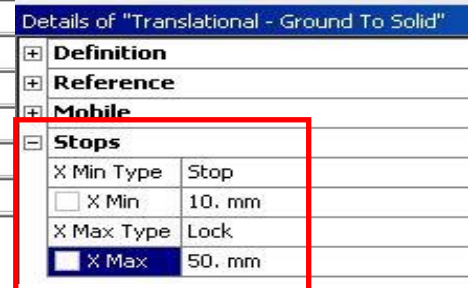 Details of "Translational - Ground To Solid"
Definition
Reference
Mobile
Stops
X Min Type Stop
X Min 10. mm
X Max Type Lock
X Max 50. mm